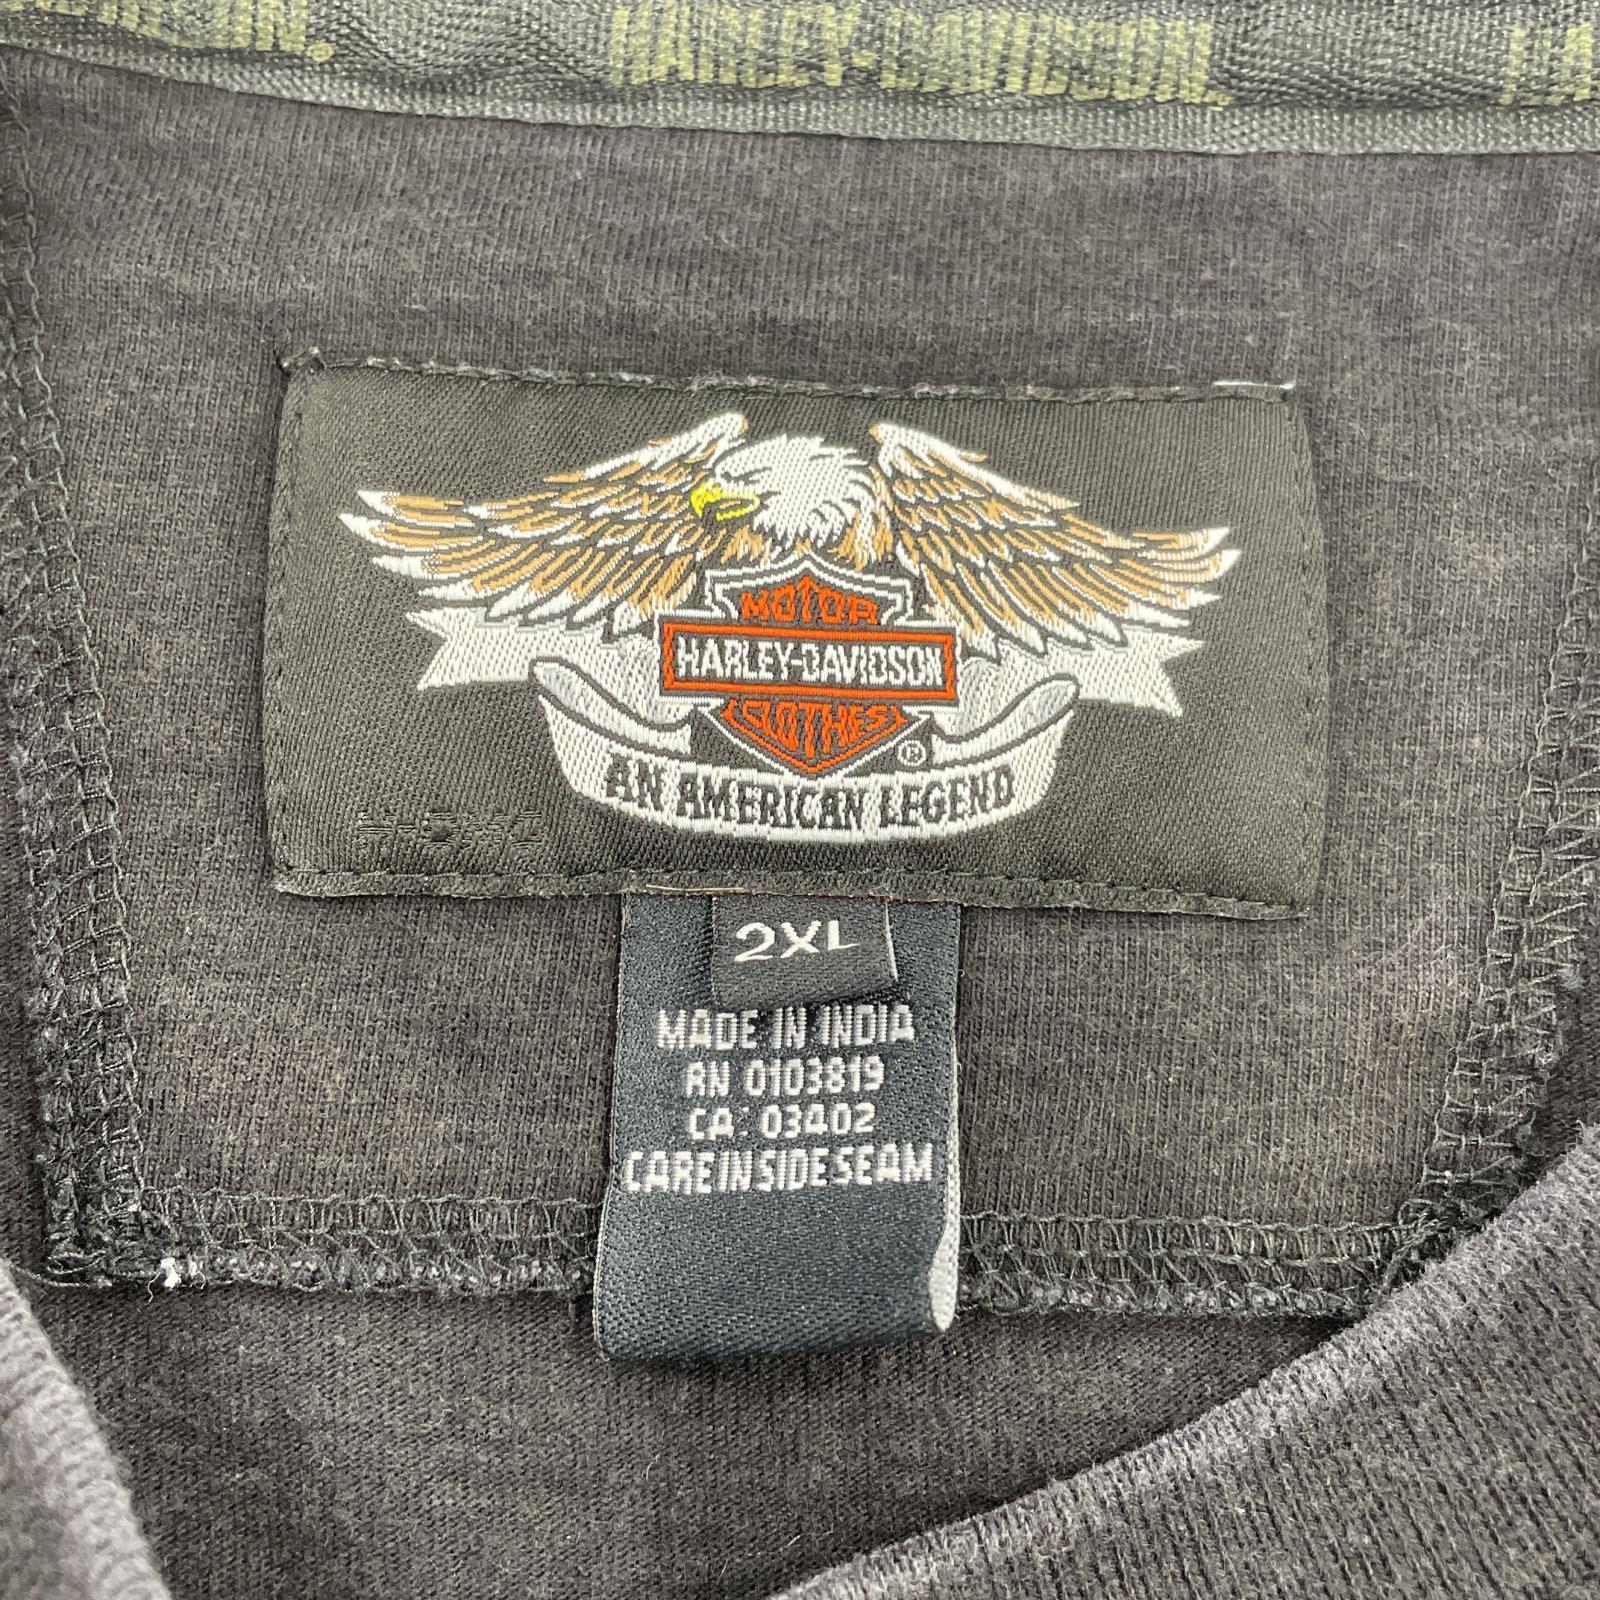 HARLEY-DAVIDSON.
MOTOR
HARLEY-DAVIDSON
CLOTHES
®
AN AMERICAN LEGEND
2XL
MADE IN INDIA
RN 0103819
CA: 03402
CARE IN SIDE SEAM